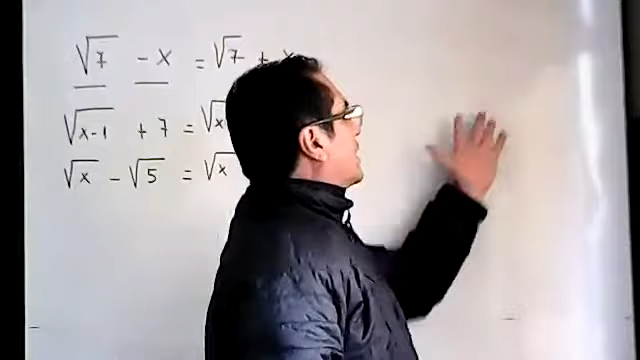 √7 - x = √7 + x
√x-1 + 7 = √x
√x - √5 = √x